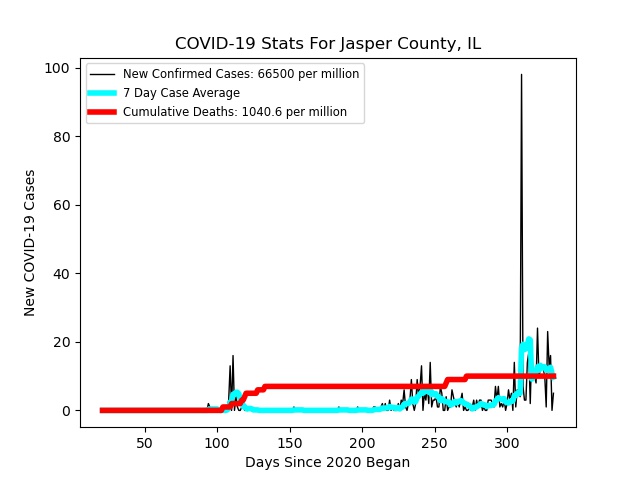 COVID-19 Stats For Jasper County, IL
New Confirmed Cases: 66500 per million
7 Day Case Average
Cumulative Deaths: 1040.6 per million
New COVID-19 Cases
100
80
60
40
20
0
50 100 150 200 250 300
Days Since 2020 Began